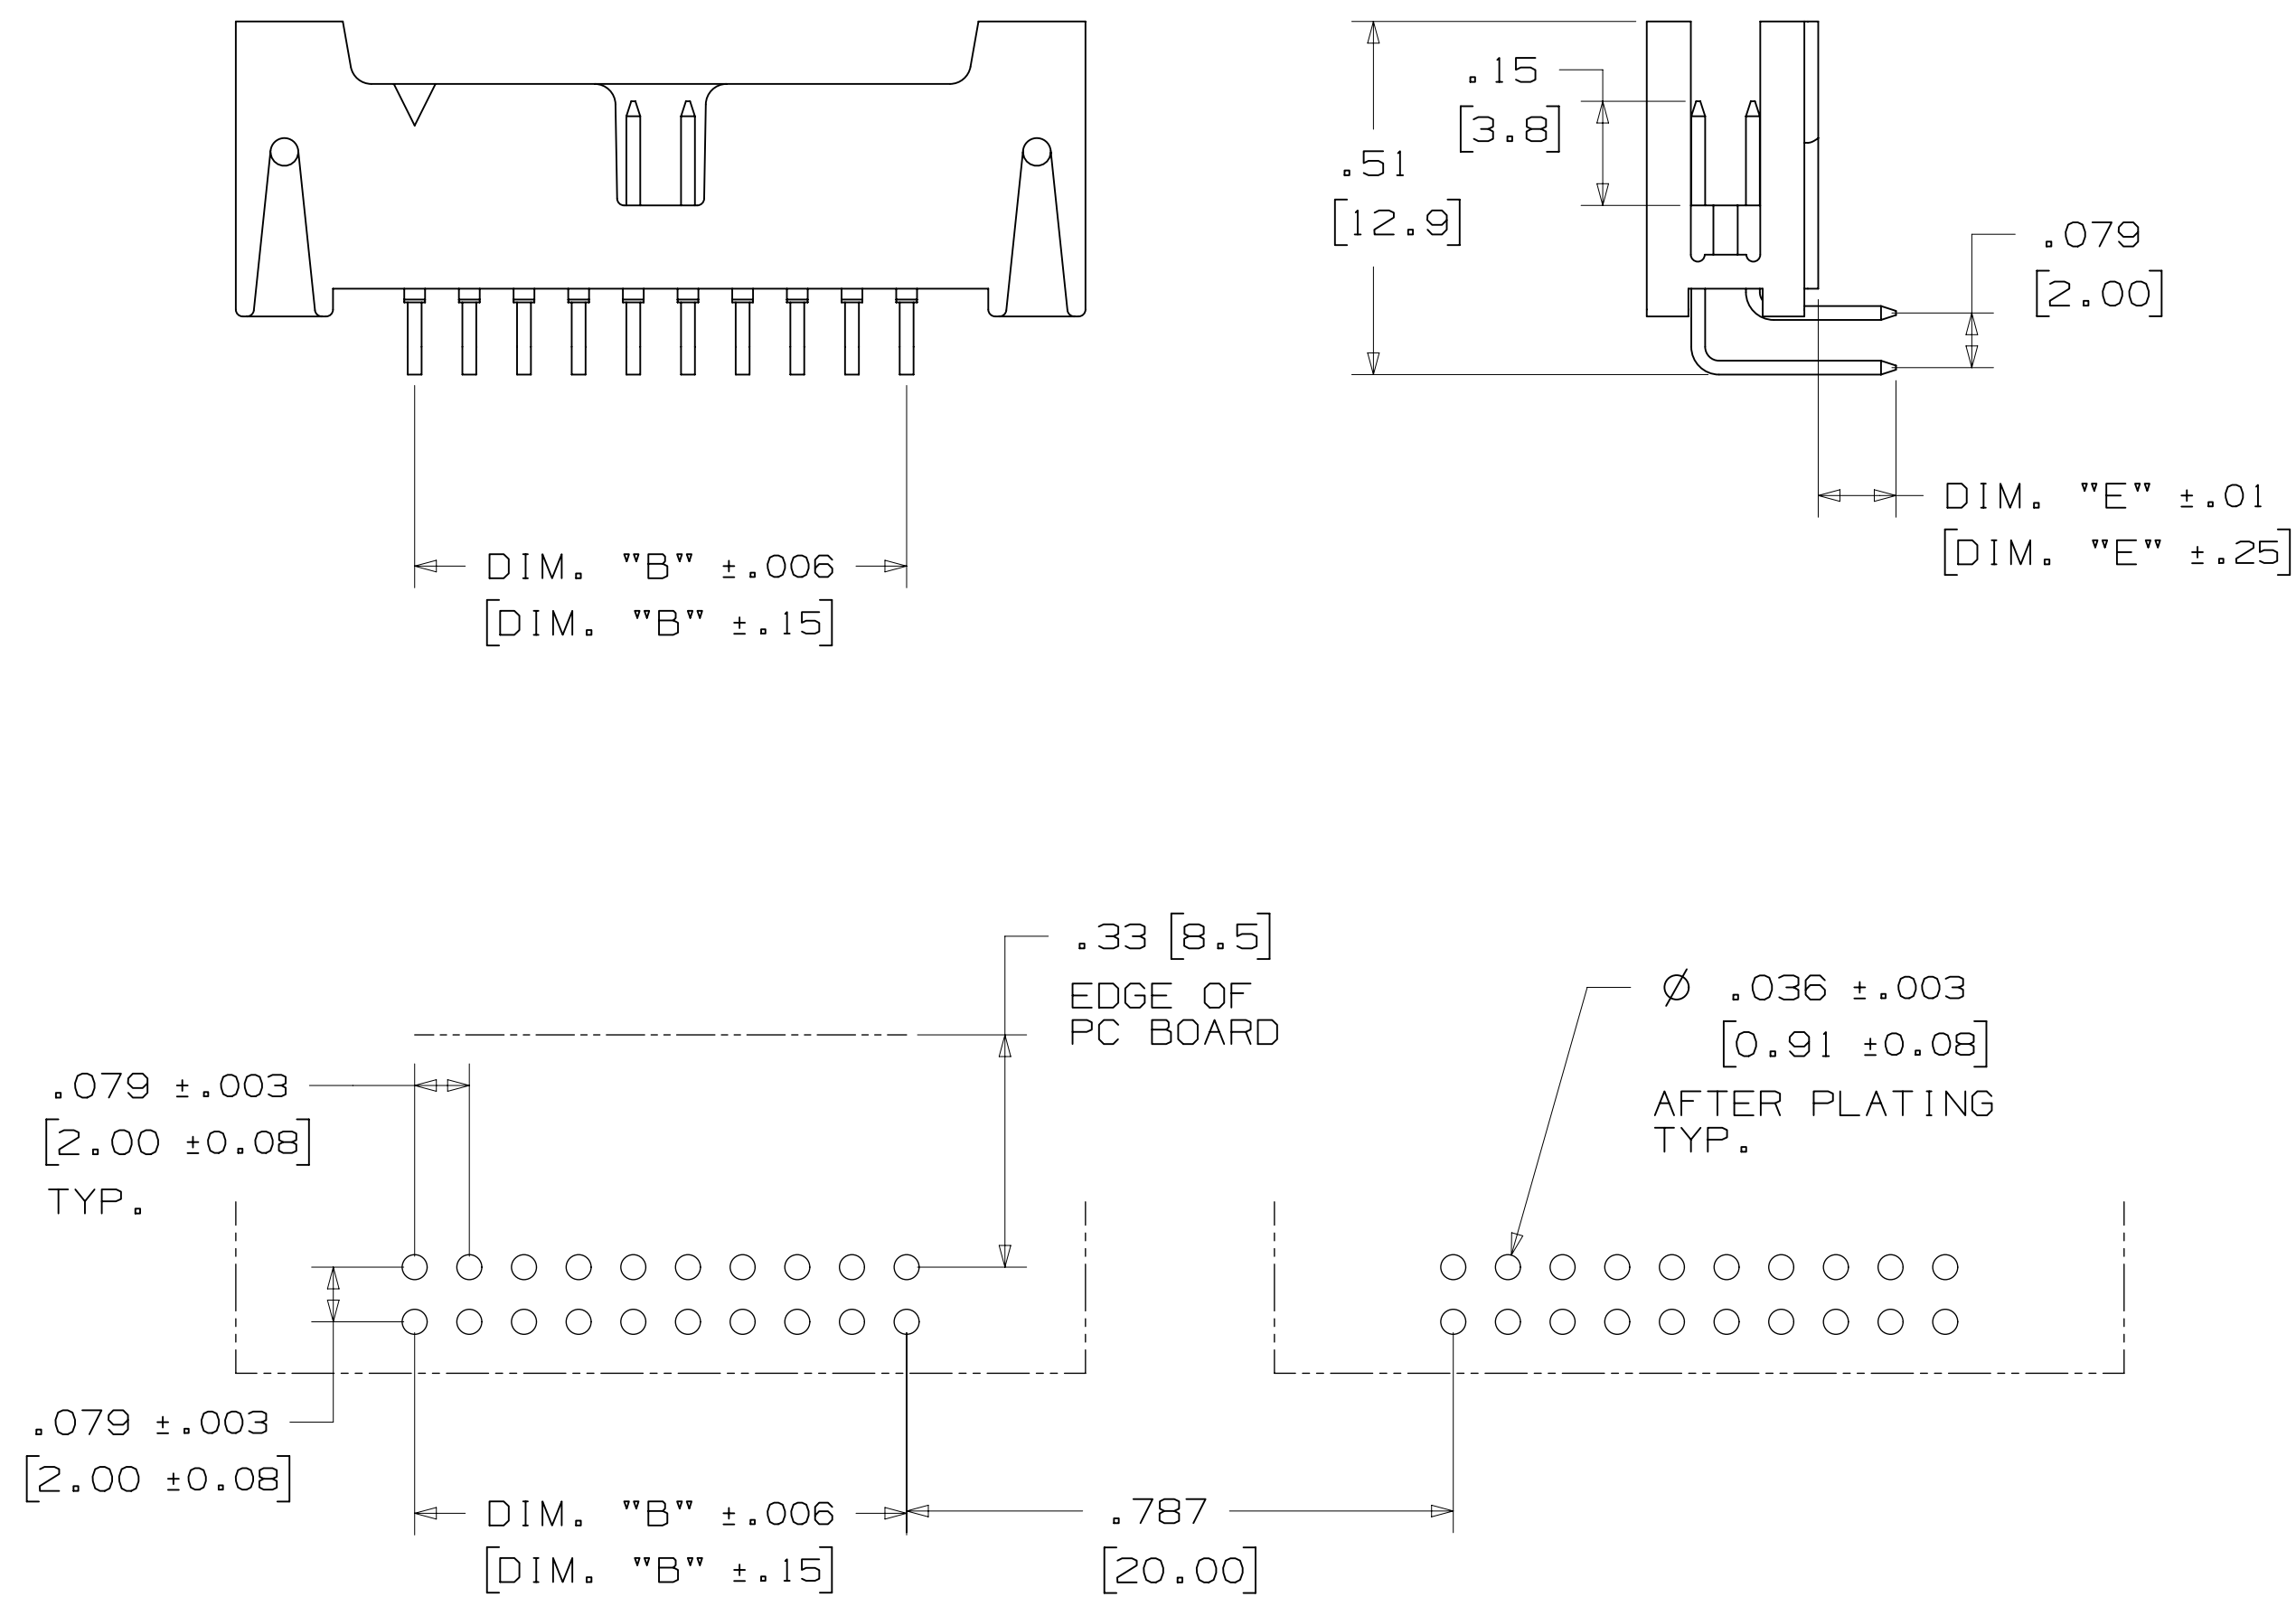 .15
[3.8]
.51
[12.9]
.079
[2.00]
DIM. "E" ±.01
[DIM. "E" ±.25]
DIM. "B" ±.006
[DIM. "B" ±.15]
.33 [8.5]
EDGE OF
PC BOARD
Ø .036 ±.003
[0.91 ±0.08]
AFTER PLATING
TYP.
.079 ±.003
[2.00 ±0.08]
TYP.
.079 ±.003
[2.00 ±0.08]
DIM. "B" ±.006
[DIM. "B" ±.15]
.787
[20.00]